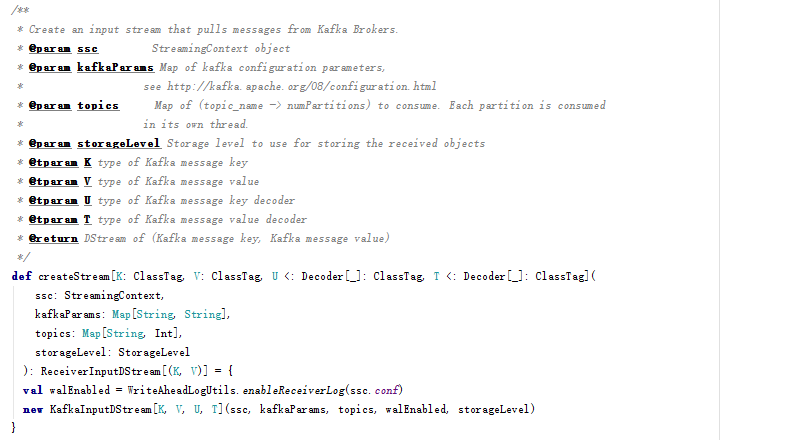 /**
 * Create an input stream that pulls messages from Kafka Brokers.
 * @param ssc         StreamingContext object
 * @param kafkaParams Map of kafka configuration parameters,
 *                    see http://kafka.apache.org/08/configuration.html
 * @param topics      Map of (topic_name -> numPartitions) to consume. Each partition is consumed
 *                    in its own thread.
 * @param storageLevel Storage level to use for storing the received objects
 * @tparam K type of Kafka message key
 * @tparam V type of Kafka message value
 * @tparam U type of Kafka message key decoder
 * @tparam T type of Kafka message value decoder
 * @return DStream of (Kafka message key, Kafka message value)
 */
def createStream[K: ClassTag, V: ClassTag, U <: Decoder[_]: ClassTag, T <: Decoder[_]: ClassTag](
    ssc: StreamingContext,
    kafkaParams: Map[String, String],
    topics: Map[String, Int],
    storageLevel: StorageLevel
  ): ReceiverInputDStream[(K, V)] = {
  val walEnabled = WriteAheadLogUtils.enableReceiverLog(ssc.conf)
  new KafkaInputDStream[K, V, U, T](ssc, kafkaParams, topics, walEnabled, storageLevel)
}